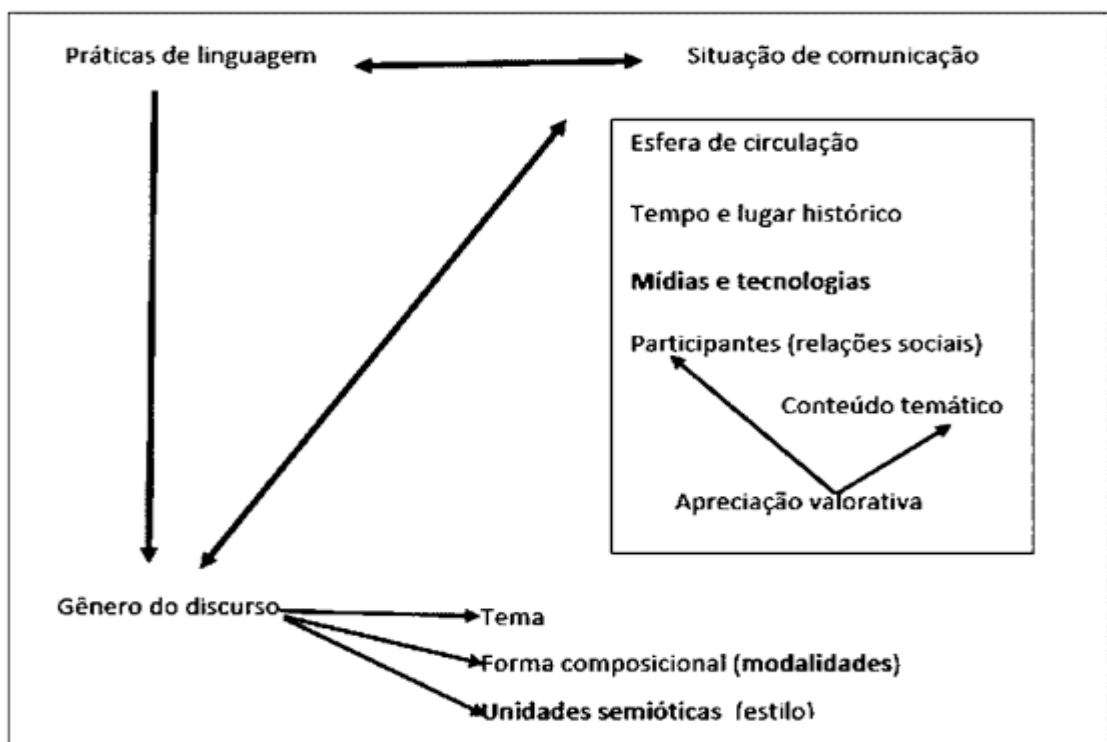 Práticas de linguagem
Situação de comunicação
Esfera de circulação
Tempo e lugar histórico
Mídias e tecnologias
Participantes (relações sociais)
Conteúdo temático
Apreciação valorativa
Gênero do discurso
Tema
Forma composicional (modalidades)
Unidades semióticas (estilo)